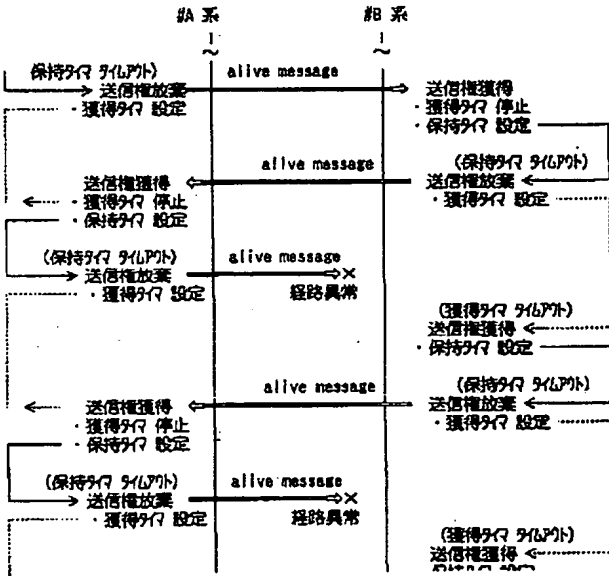 #A 系 #B 系
(保持タイマ タイムアウト) alive message
送信権放棄 送信権獲得
・獲得タイマ 設定 ・獲得タイマ 停止
・保持タイマ 設定
alive message (保持タイマ タイムアウト)
送信権獲得 送信権放棄
・獲得タイマ 停止 ・獲得タイマ 設定
・保持タイマ 設定
(保持タイマ タイムアウト) alive message
送信権放棄 ×
・獲得タイマ 設定 経路異常
(獲得タイマ タイムアウト)
送信権獲得
・保持タイマ 設定
alive message (保持タイマ タイムアウト)
送信権獲得 送信権放棄
・獲得タイマ 停止 ・獲得タイマ 設定
・保持タイマ 設定
(保持タイマ タイムアウト) alive message
送信権放棄 ×
・獲得タイマ 設定 経路異常
(獲得タイマ タイムアウト)
送信権獲得